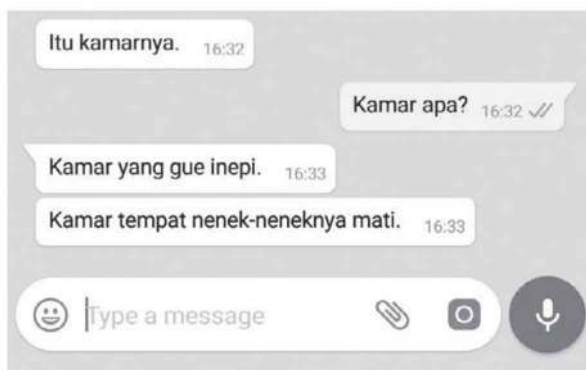 Itu kamarnya. 16:32
Kamar apa? 16:32
Kamar yang gue inepi. 16:33
Kamar tempat nenek-neneknya mati. 16:33
Type a message